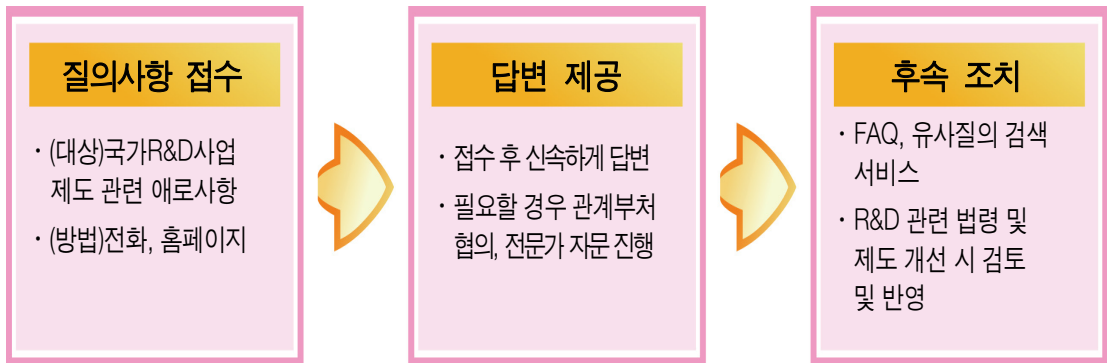 질의사항 접수
· (대상)국가R&D사업
제도 관련 애로사항
· (방법)전화, 홈페이지
답변 제공
· 접수 후 신속하게 답변
· 필요할 경우 관계부처
협의, 전문가 자문 진행
후속 조치
· FAQ, 유사질의 검색
서비스
· R&D 관련 법령 및
제도 개선 시 검토
및 반영